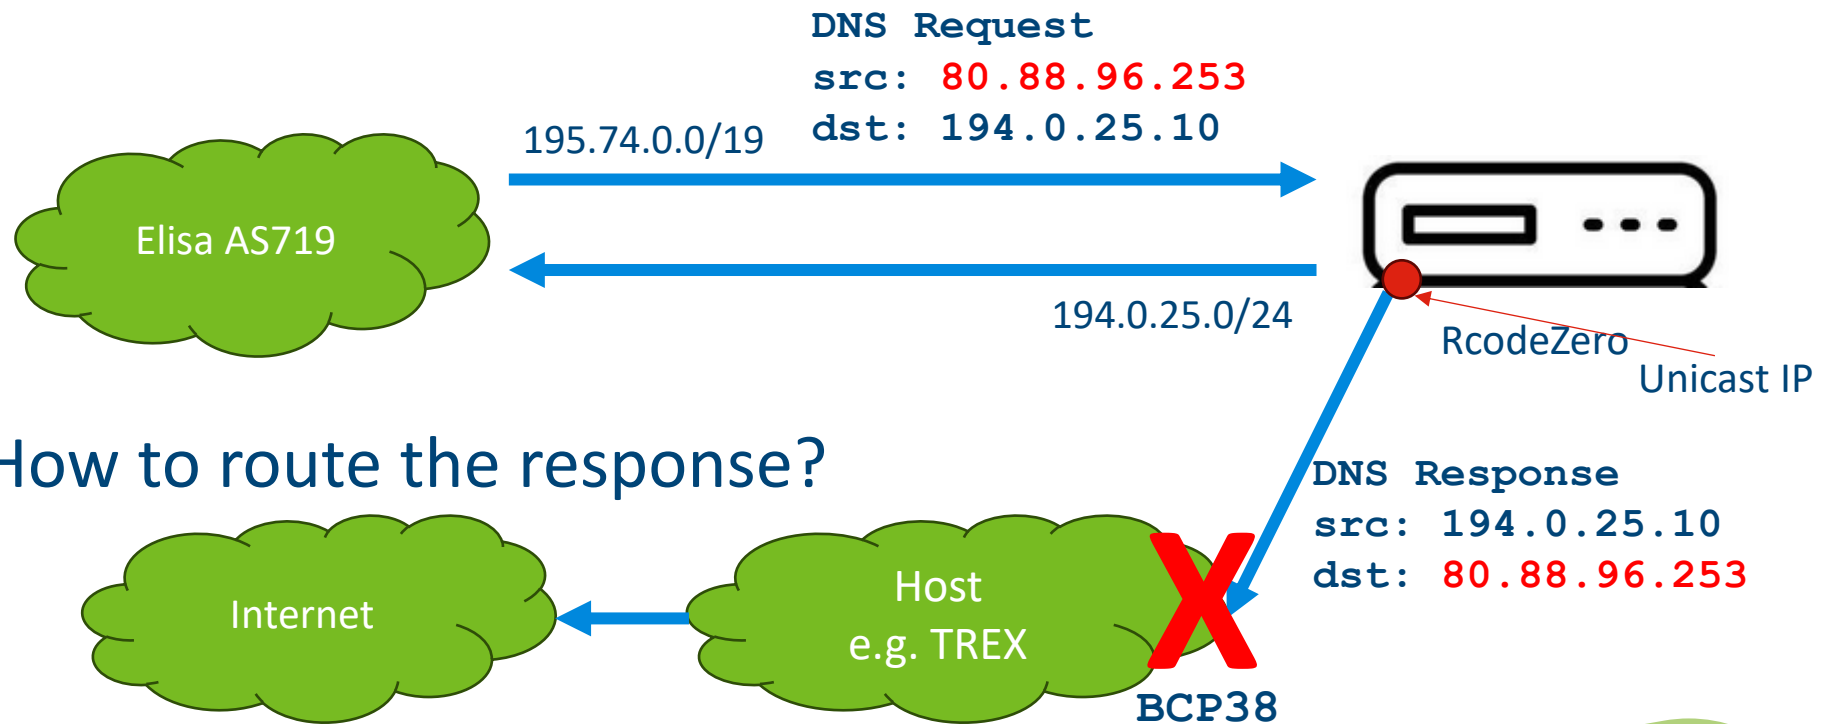 DNS Request
src: 80.88.96.253
dst: 194.0.25.10
195.74.0.0/19
Elisa AS719
194.0.25.0/24
RcodeZero
Unicast IP
How to route the response?
DNS Response
src: 194.0.25.10
dst: 80.88.96.253
Internet
Host
e.g. TREX
X
BCP38